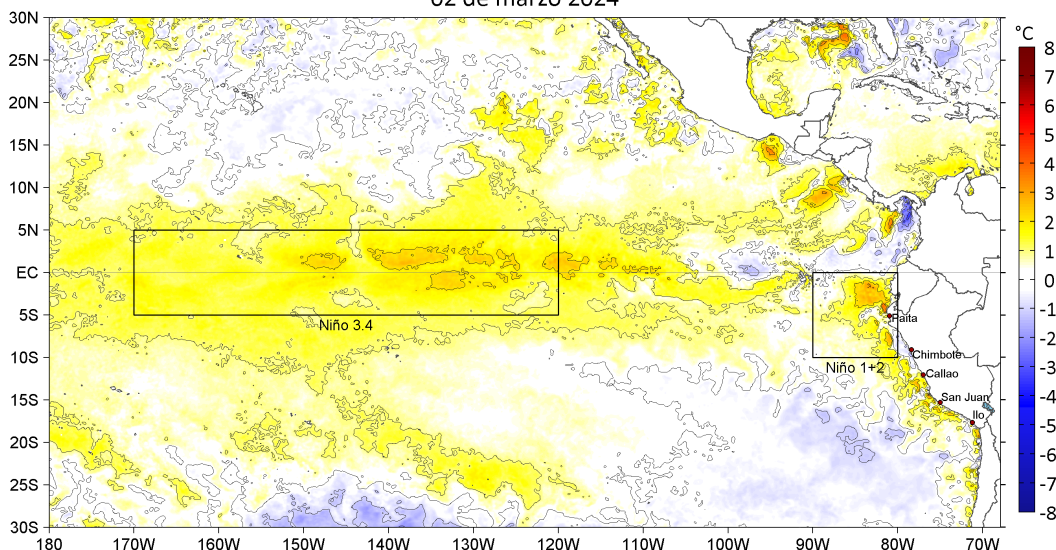 02 de marzo 2024
°C
30N
25N
20N
15N
10N
5N
EC
5S
10S
15S
20S
25S
30S
8
7
6
5
4
3
2
1
0
-1
-2
-3
-4
-5
-6
-7
-8
Niño 3.4
Niño 1+2
Paita
Chimbote
Callao
San Juan
Ilo
180
170W
160W
150W
140W
130W
120W
110W
100W
90W
80W
70W